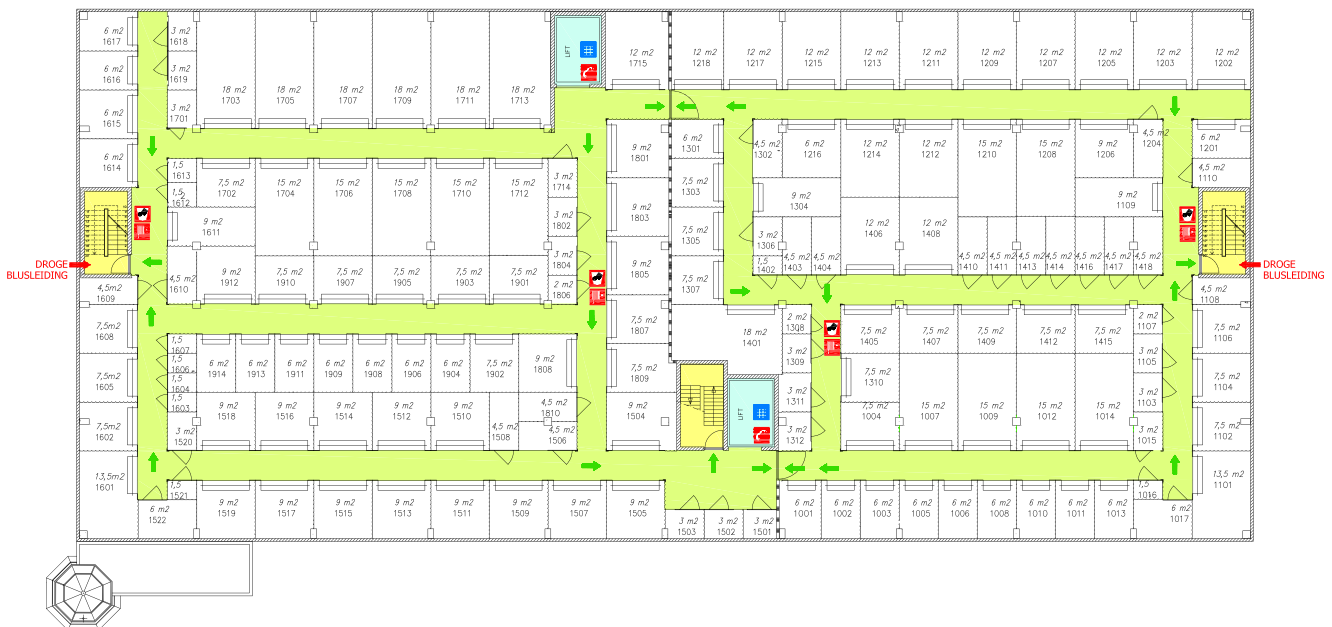 6 m2
1617
3 m2
1618
6 m2
1616
3 m2
1619
6 m2
1615
3 m2
1701
6 m2
1614
18 m2
1703
18 m2
1705
18 m2
1707
18 m2
1709
18 m2
1711
18 m2
1713
LIFT
12 m2
1715
12 m2
1218
12 m2
1217
12 m2
1215
12 m2
1213
12 m2
1211
12 m2
1209
12 m2
1207
12 m2
1205
12 m2
1203
12 m2
1202
1,5
1613
1,5
2
1612
7,5 m2
1702
15 m2
1704
15 m2
1706
15 m2
1708
15 m2
1710
15 m2
1712
3 m2
1714
9 m2
1611
3 m2
1802
3 m2
1804
2 m2
1806
4,5 m2
1610
9 m2
1912
7,5 m2
1910
7,5 m2
1907
7,5 m2
1905
7,5 m2
1903
7,5 m2
1901
9 m2
1801
9 m2
1803
9 m2
1805
7,5 m2
1807
7,5 m2
1809
9 m2
1504
6 m2
1301
7,5 m2
1303
7,5 m2
1305
7,5 m2
1307
4,5 m2
1302
6 m2
1216
12 m2
1214
12 m2
1212
15 m2
1210
15 m2
1208
9 m2
1206
4,5 m2
1204
6 m2
1201
4,5 m2
1110
9 m2
1304
9 m2
1109
3 m2
1306
1,5
1402
4,5 m2
1403
4,5 m2
1404
12 m2
1406
12 m2
1408
4,5 m2
1410
4,5 m2
1411
4,5 m2
1413
4,5 m2
1414
4,5 m2
1416
4,5 m2
1417
4,5 m2
1418
DROGE
BLUSLEIDING
DROGE
BLUSLEIDING
4,5m2
1609
7,5m2
1608
7,5m2
1605
7,5m2
1602
13,5m2
1601
1,5
1607
1,5
1606
1,5
1604
1,5
1603
3 m2
1520
1,5
1521
6 m2
1914
6 m2
1913
6 m2
1911
6 m2
1909
6 m2
1908
6 m2
1906
6 m2
1904
7,5 m2
1902
9 m2
1808
9 m2
1518
9 m2
1516
9 m2
1514
9 m2
1512
9 m2
1510
4,5 m2
1508
4,5 m2
1810
4,5 m2
1506
18 m2
1401
2 m2
1308
3 m2
1309
3 m2
1311
3 m2
1312
LIFT
7,5 m2
1405
7,5 m2
1407
7,5 m2
1409
7,5 m2
1412
7,5 m2
1415
7,5 m2
1310
7,5 m2
1004
15 m2
1007
15 m2
1009
15 m2
1012
15 m2
1014
2 m2
1107
3 m2
1105
3 m2
1103
3 m2
1015
1,5
1016
4,5 m2
1108
7,5 m2
1106
7,5 m2
1104
7,5 m2
1102
13,5 m2
1101
6 m2
1522
9 m2
1519
9 m2
1517
9 m2
1515
9 m2
1513
9 m2
1511
9 m2
1509
9 m2
1507
9 m2
1505
3 m2
1503
3 m2
1502
3 m2
1501
6 m2
1001
6 m2
1002
6 m2
1003
6 m2
1005
6 m2
1006
6 m2
1008
6 m2
1010
6 m2
1011
6 m2
1013
6 m2
1017